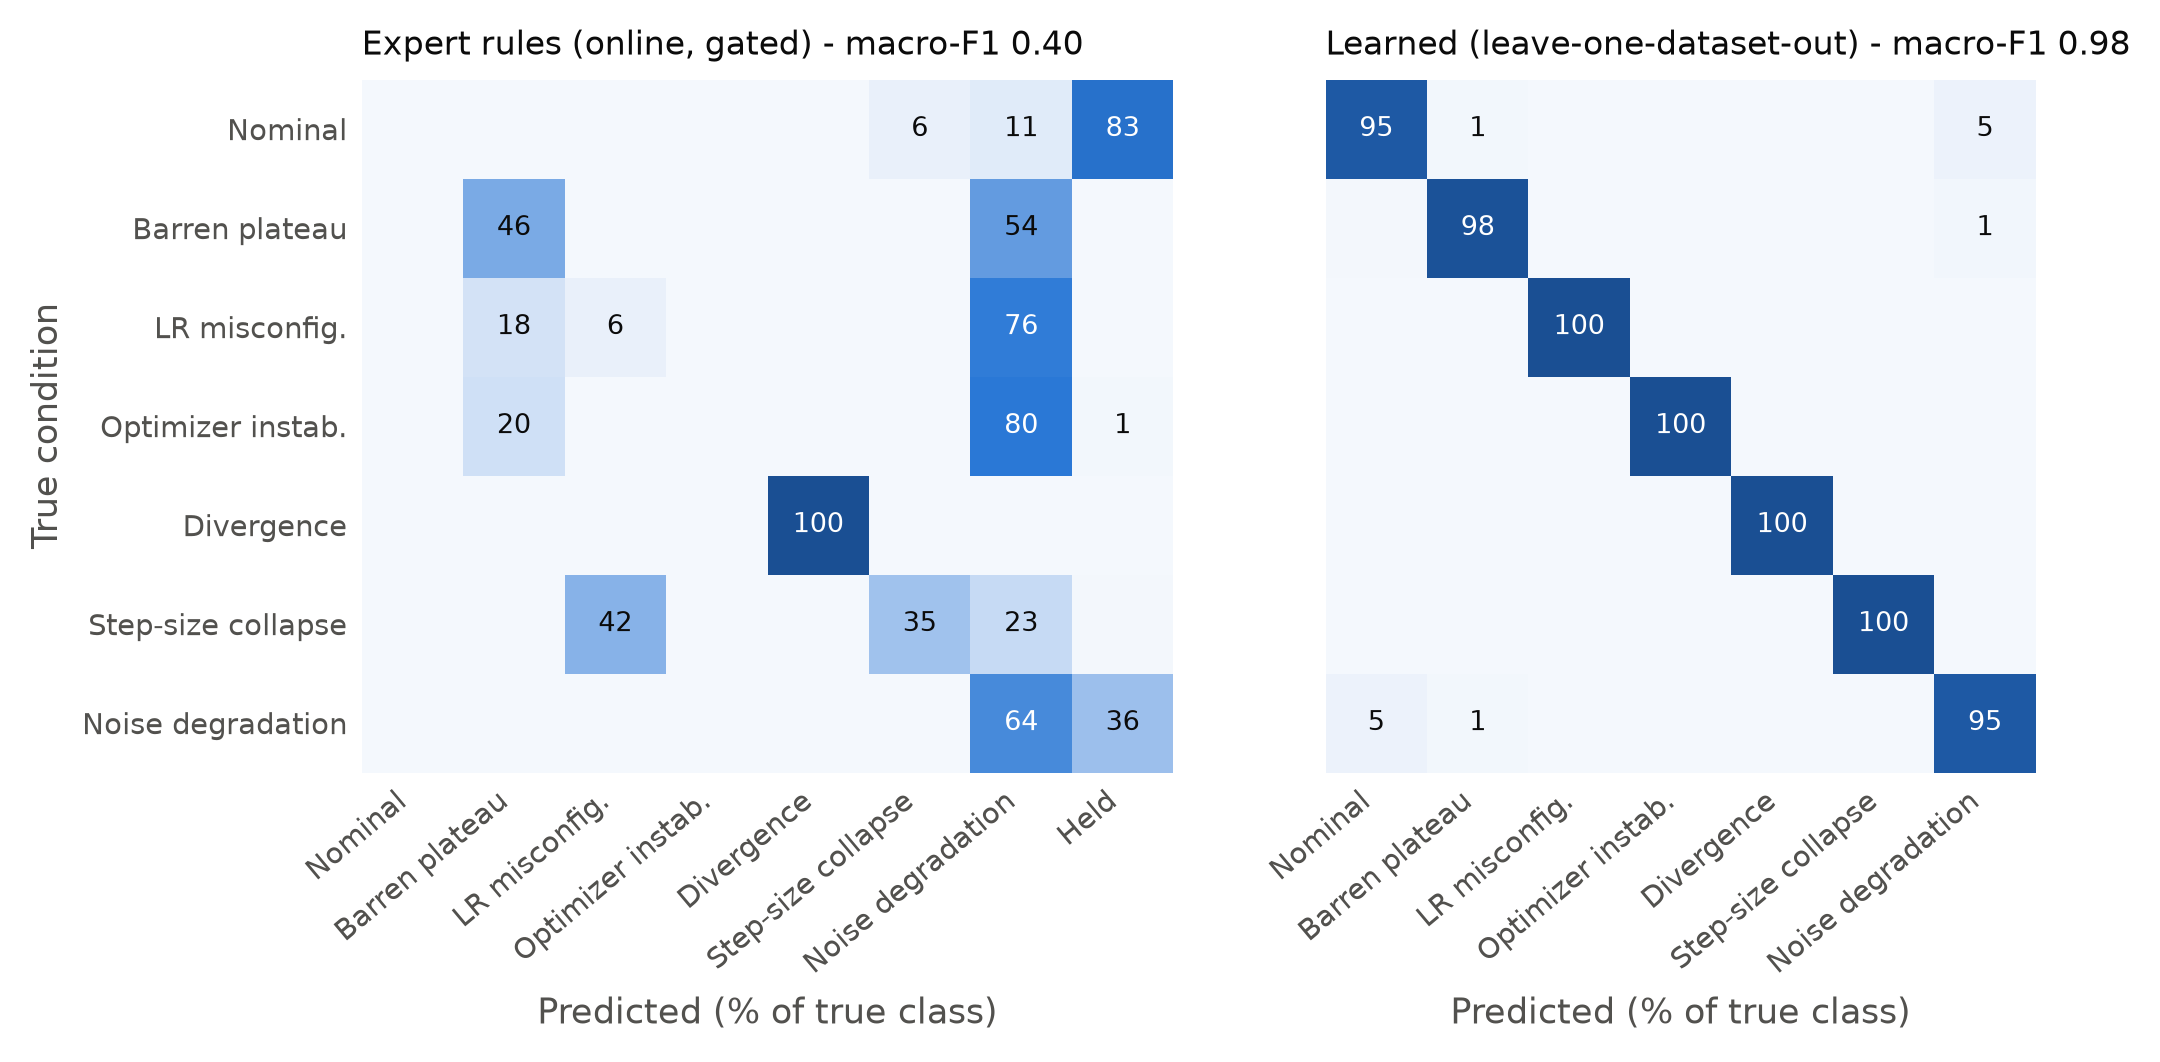 Expert rules (online, gated) - macro-F1 0.40
True condition
Nominal 6 11 83
Barren plateau 46 54
LR misconfig. 18 6 76
Optimizer instab. 20 80 1
Divergence 100
Step-size collapse 42 35 23
Noise degradation 64 36
Nominal
Barren plateau
LR misconfig.
Optimizer instab.
Divergence
Step-size collapse
Noise degradation
Held
Predicted (% of true class)
Learned (leave-one-dataset-out) - macro-F1 0.98
95 1 5
98 1
100
100
100
100
5 1 95
Nominal
Barren plateau
LR misconfig.
Optimizer instab.
Divergence
Step-size collapse
Noise degradation
Predicted (% of true class)